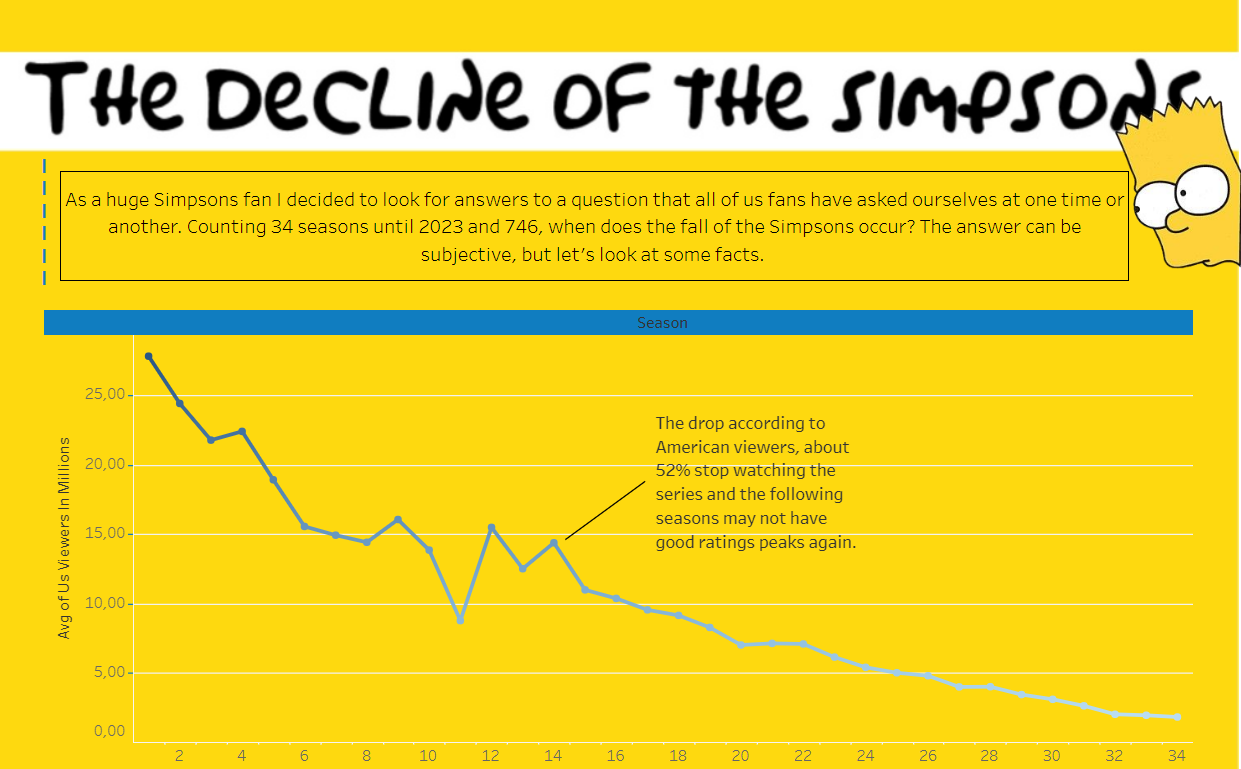 THE DECLINE OF THE SIMPSONS
As a huge Simpsons fan I decided to look for answers to a question that all of us fans have asked ourselves at one time or
another. Counting 34 seasons until 2023 and 746, when does the fall of the Simpsons occur? The answer can be
subjective, but let’s look at some facts.
Season
25,00
20,00
15,00
10,00
5,00
0,00
Avg of Us Viewers In Millions
The drop according to
American viewers, about
52% stop watching the
series and the following
seasons may not have
good ratings peaks again.
2 4 6 8 10 12 14 16 18 20 22 24 26 28 30 32 34